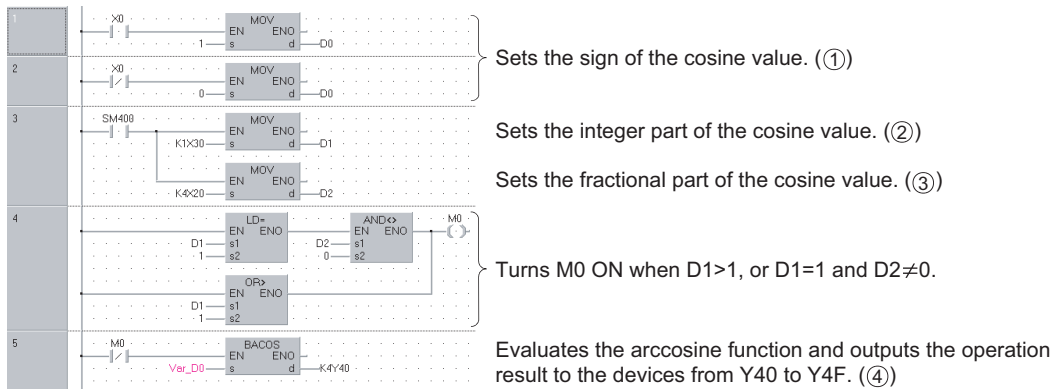 1
X0
MOV
EN ENO
1 s d D0
Sets the sign of the cosine value. (①)
2
X0
MOV
EN ENO
0 s d D0
3
SM400
MOV
EN ENO
K1X30 s d D1
Sets the integer part of the cosine value. (②)
MOV
EN ENO
K4X20 s d D2
Sets the fractional part of the cosine value. (③)
4
LD= AND<> M0
EN ENO EN ENO
D1 s1 D2 s1
1 s2 0 s2
OR>
EN ENO
D1 s1
1 s2
Turns M0 ON when D1>1, or D1=1 and D2≠0.
5
M0
BACOS
EN ENO
Var_D0 s d K4Y40
Evaluates the arccosine function and outputs the operation
result to the devices from Y40 to Y4F. (④)